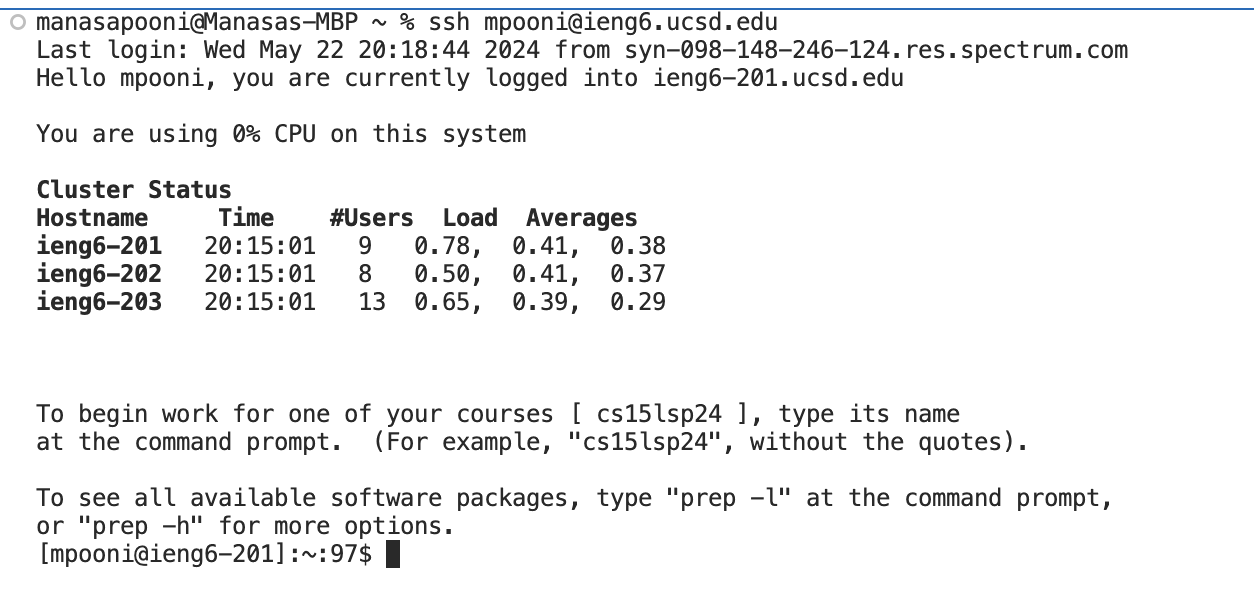 manasapooni@Manasas-MBP ~ % ssh mpooni@ieng6.ucsd.edu
Last login: Wed May 22 20:18:44 2024 from syn-098-148-246-124.res.spectrum.com
Hello mpooni, you are currently logged into ieng6-201.ucsd.edu
You are using 0% CPU on this system
Cluster Status
Hostname     Time    #Users  Load  Averages
ieng6-201   20:15:01   9   0.78,  0.41,  0.38
ieng6-202   20:15:01   8   0.50,  0.41,  0.37
ieng6-203   20:15:01   13  0.65,  0.39,  0.29
To begin work for one of your courses [ cs15lsp24 ], type its name
at the command prompt.  (For example, "cs15lsp24", without the quotes).
To see all available software packages, type "prep -l" at the command prompt,
or "prep -h" for more options.
[mpooni@ieng6-201]:~:97$